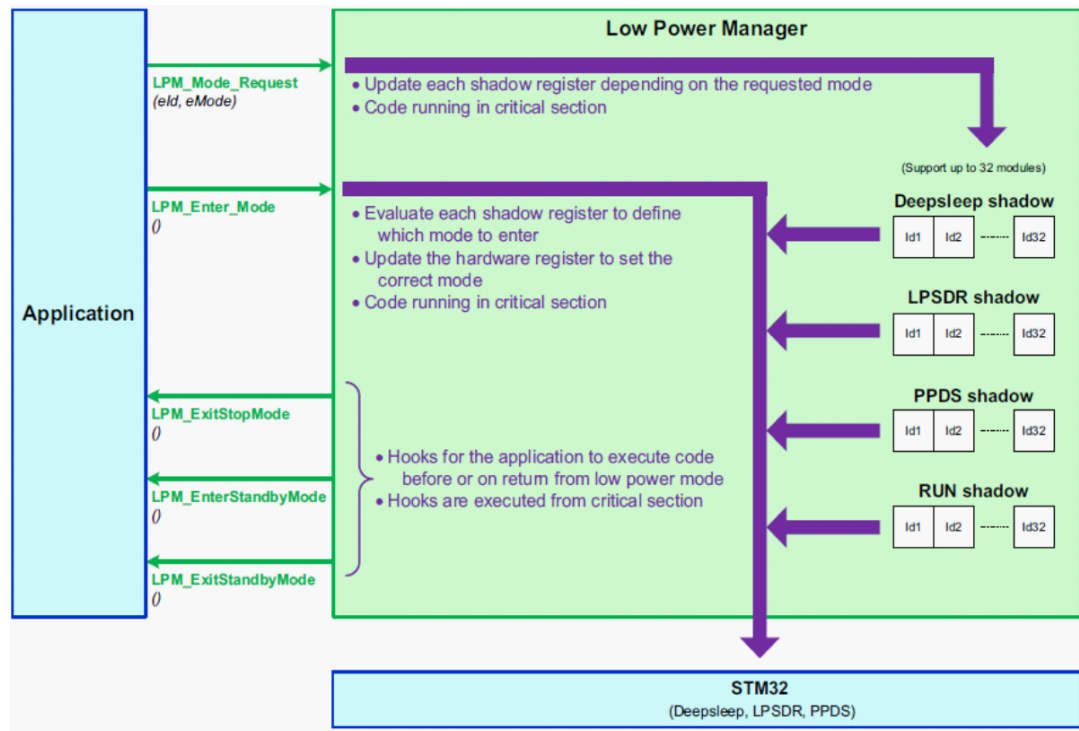 Low Power Manager
LPM_Mode_Request
(eId, eMode)
• Update each shadow register depending on the requested mode
• Code running in critical section
(Support up to 32 modules)
LPM_Enter_Mode
()
• Evaluate each shadow register to define
which mode to enter
• Update the hardware register to set the
correct mode
• Code running in critical section
Deepsleep shadow
Id1 Id2 Id32
LPSDR shadow
Id1 Id2 Id32
PPDS shadow
Id1 Id2 Id32
RUN shadow
Id1 Id2 Id32
Application
LPM_ExitStopMode
()
LPM_EnterStandbyMode
()
LPM_ExitStandbyMode
()
• Hooks for the application to execute code
before or on return from low power mode
• Hooks are executed from critical section
STM32
(Deepsleep, LPSDR, PPDS)